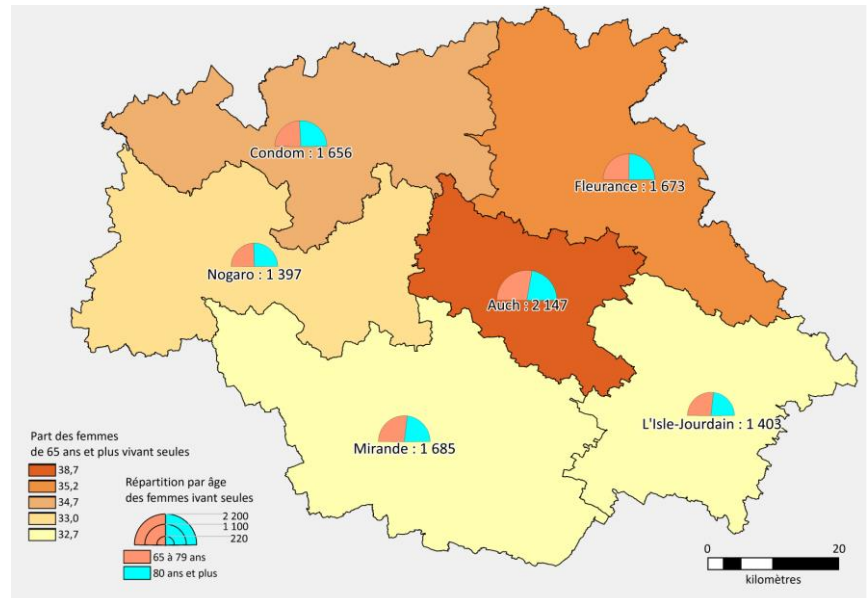 Condom : 1 656
Fleurance : 1 673
Nogaro : 1 397
Auch : 2 147
L'Isle-Jourdain : 1 403
Mirande : 1 685
Part des femmes
de 65 ans et plus vivant seules
38,7
35,2
34,7
33,0
32,7
Répartition par âge
des femmes ivant seules
2 200
1 100
220
65 à 79 ans
80 ans et plus
0 20
kilomètres